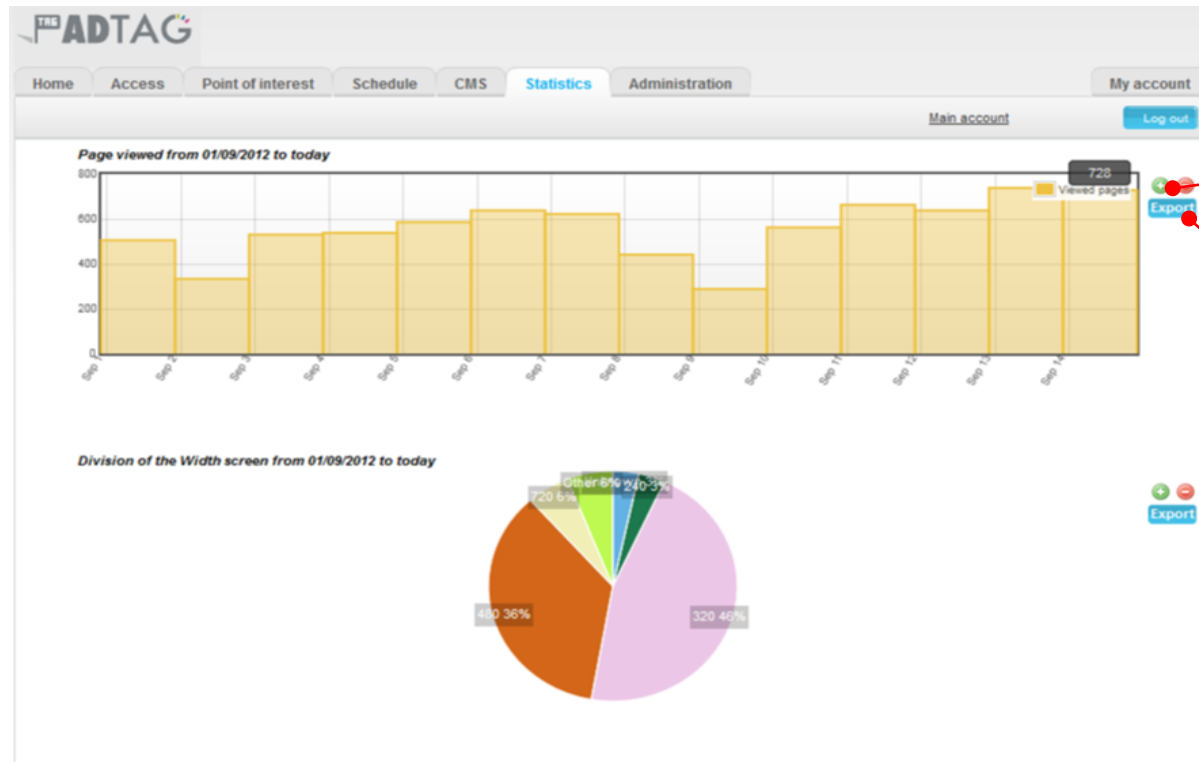 THE ADTAG
Home Access Point of interest Schedule CMS Statistics Administration My account
Main account Log out
Page viewed from 01/09/2012 to today
728
Viewed pages
Export
800
600
400
200
0
Sep 1 Sep 2 Sep 3 Sep 4 Sep 5 Sep 6 Sep 7 Sep 8 Sep 9 Sep 10 Sep 11 Sep 12 Sep 13 Sep 14
Division of the Width screen from 01/09/2012 to today
Export
Other 6% 240 3%
720 6%
480 36%
320 46%